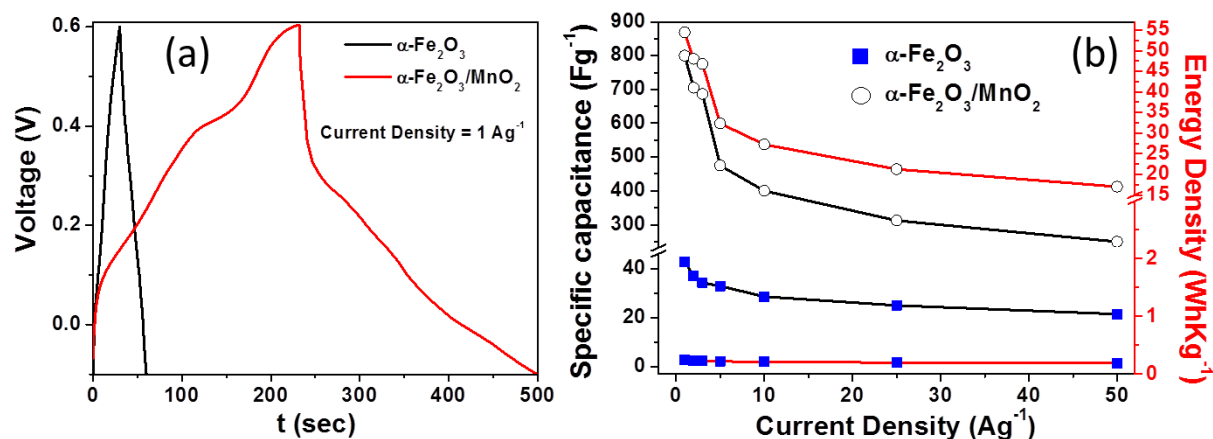 (a)
α-Fe₂O₃
α-Fe₂O₃/MnO₂
Current Density = 1 Ag⁻¹
Voltage (V)
0.6
0.4
0.2
0.0
0 100 200 300 400 500
t (sec)
(b)
α-Fe₂O₃
α-Fe₂O₃/MnO₂
Specific capacitance (Fg⁻¹)
900
800
700
600
500
400
300
40
20
0
Energy Density (WhKg⁻¹)
55
50
45
40
35
30
25
20
15
2
1
0
0 10 20 30 40 50
Current Density (Ag⁻¹)